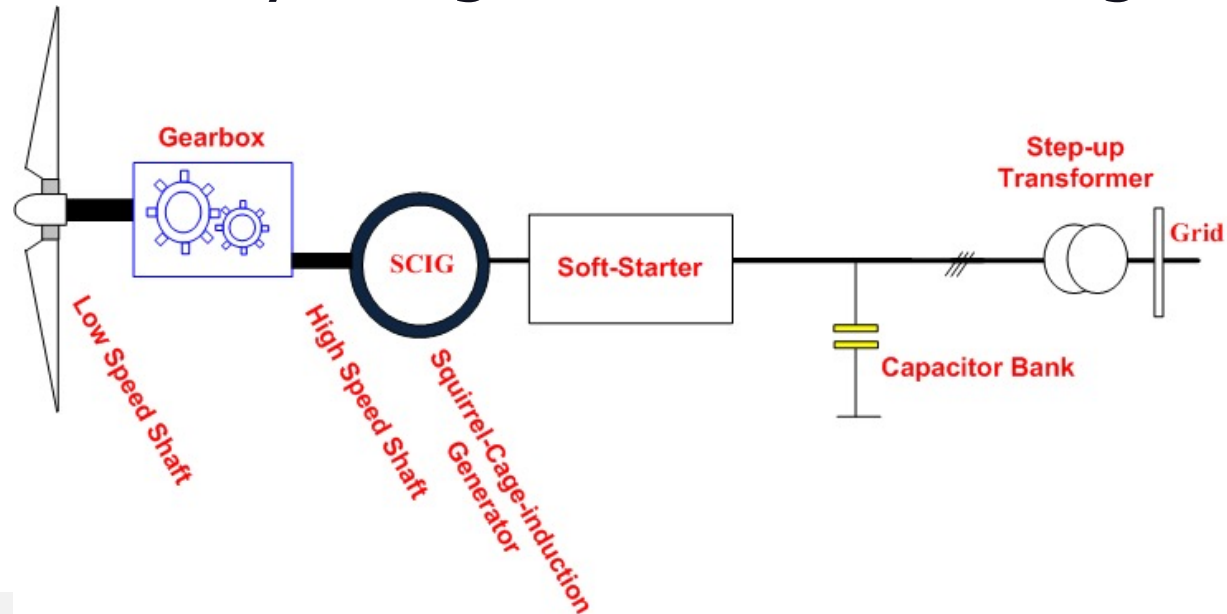 Gearbox
Step-up
Transformer
Grid
SCIG
Soft-Starter
Capacitor Bank
Low Speed Shaft
High Speed Shaft
Squirrel-Cage-induction
Generator